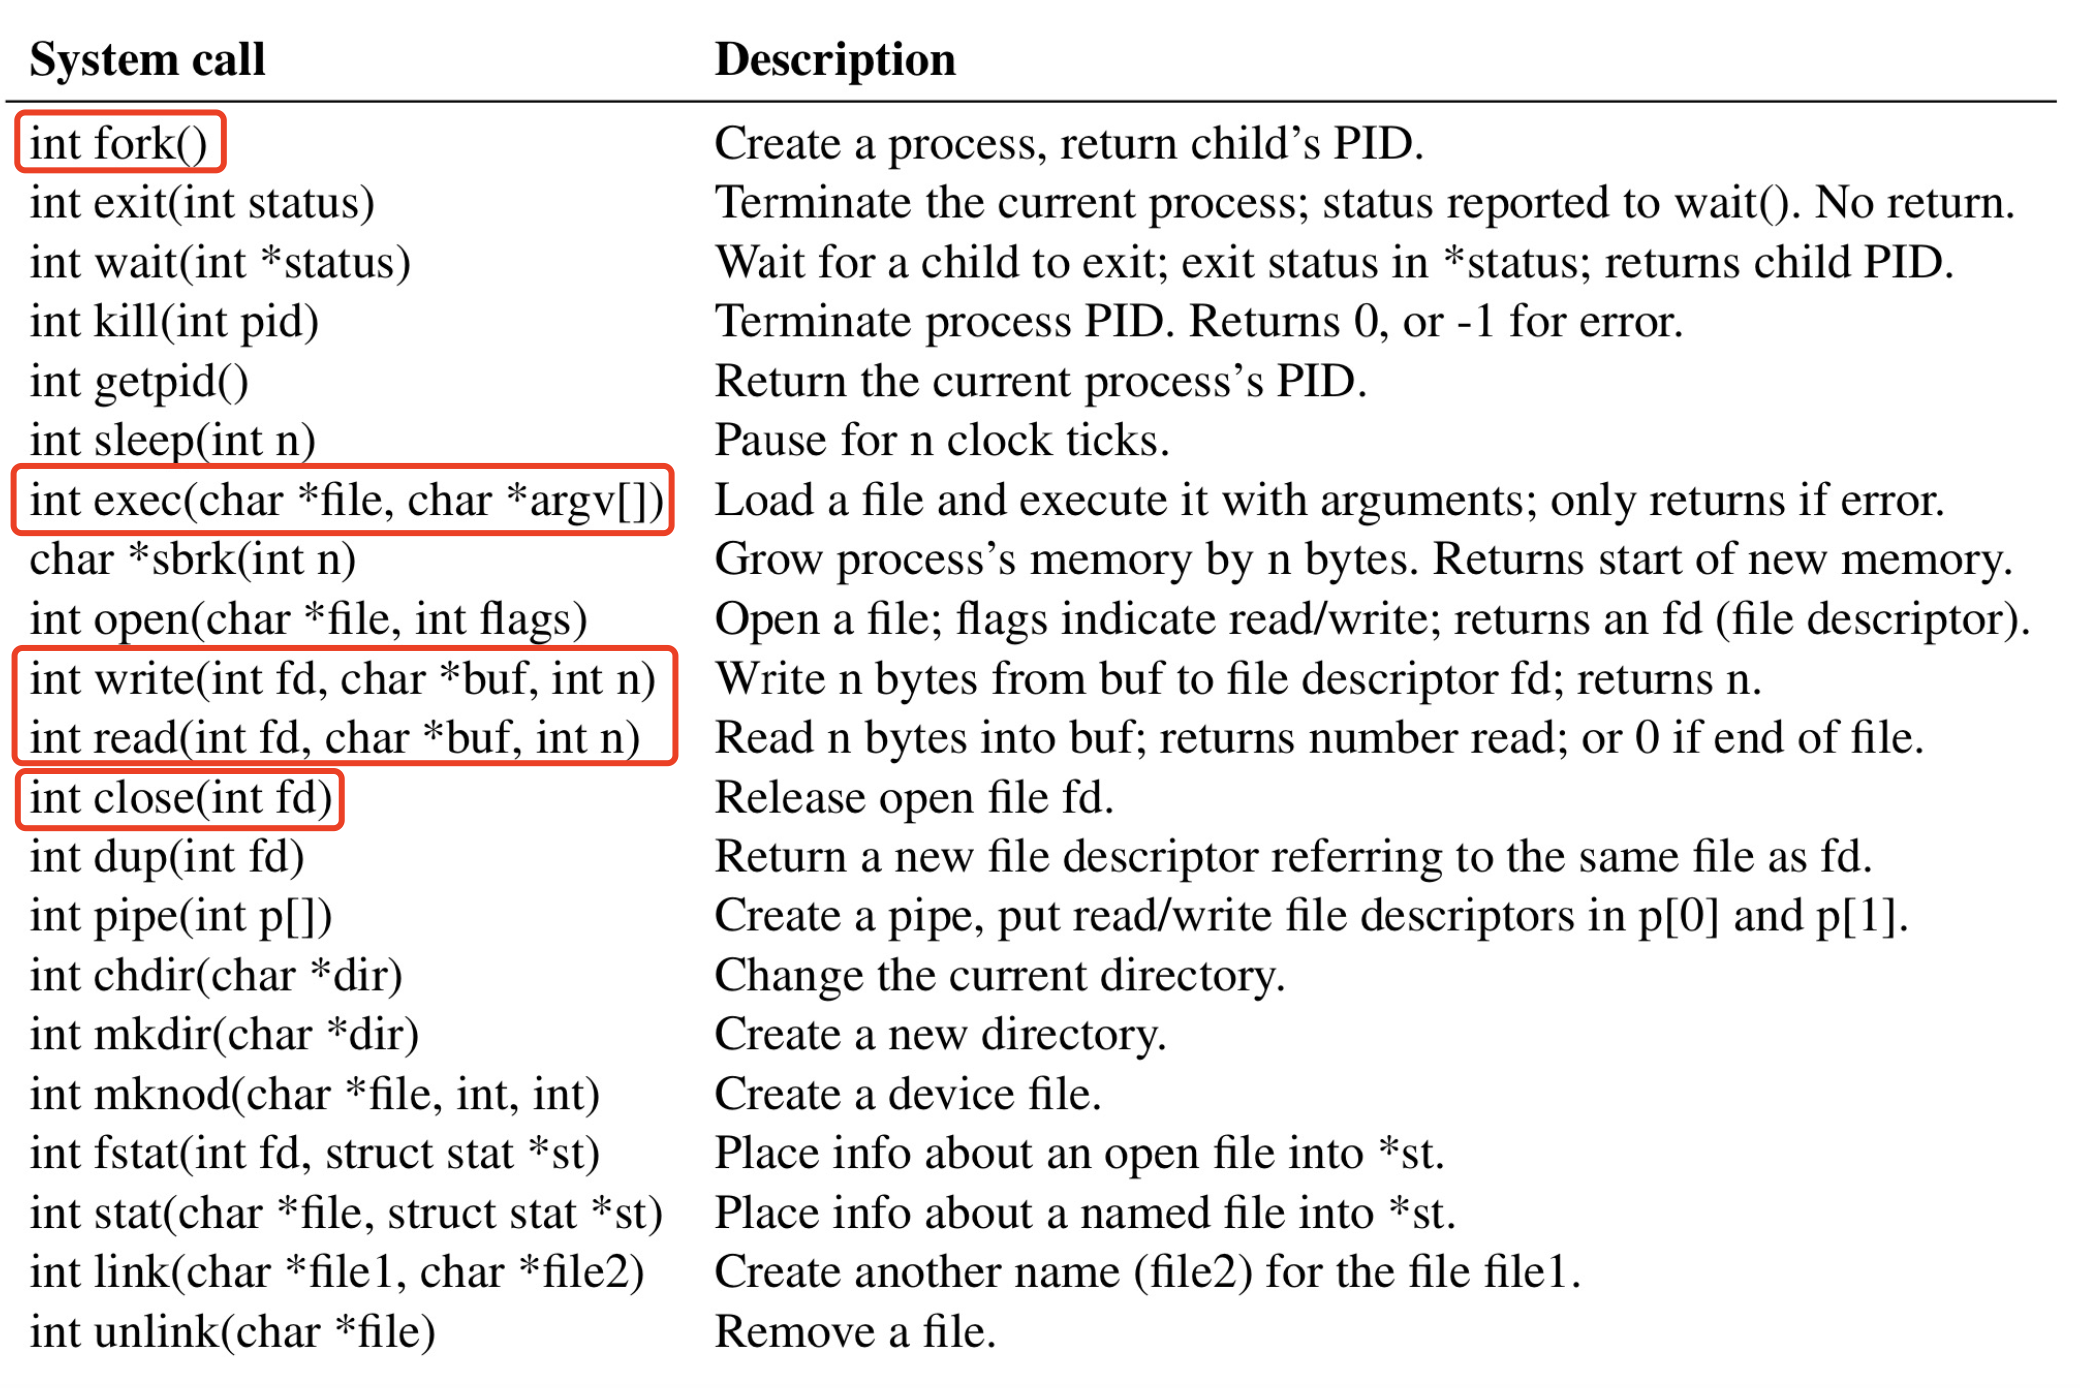 System call Description
int fork() Create a process, return child’s PID.
int exit(int status) Terminate the current process; status reported to wait(). No return.
int wait(int *status) Wait for a child to exit; exit status in *status; returns child PID.
int kill(int pid) Terminate process PID. Returns 0, or -1 for error.
int getpid() Return the current process’s PID.
int sleep(int n) Pause for n clock ticks.
int exec(char *file, char *argv[]) Load a file and execute it with arguments; only returns if error.
char *sbrk(int n) Grow process’s memory by n bytes. Returns start of new memory.
int open(char *file, int flags) Open a file; flags indicate read/write; returns an fd (file descriptor).
int write(int fd, char *buf, int n) Write n bytes from buf to file descriptor fd; returns n.
int read(int fd, char *buf, int n) Read n bytes into buf; returns number read; or 0 if end of file.
int close(int fd) Release open file fd.
int dup(int fd) Return a new file descriptor referring to the same file as fd.
int pipe(int p[]) Create a pipe, put read/write file descriptors in p[0] and p[1].
int chdir(char *dir) Change the current directory.
int mkdir(char *dir) Create a new directory.
int mknod(char *file, int, int) Create a device file.
int fstat(int fd, struct stat *st) Place info about an open file into *st.
int stat(char *file, struct stat *st) Place info about a named file into *st.
int link(char *file1, char *file2) Create another name (file2) for the file file1.
int unlink(char *file) Remove a file.